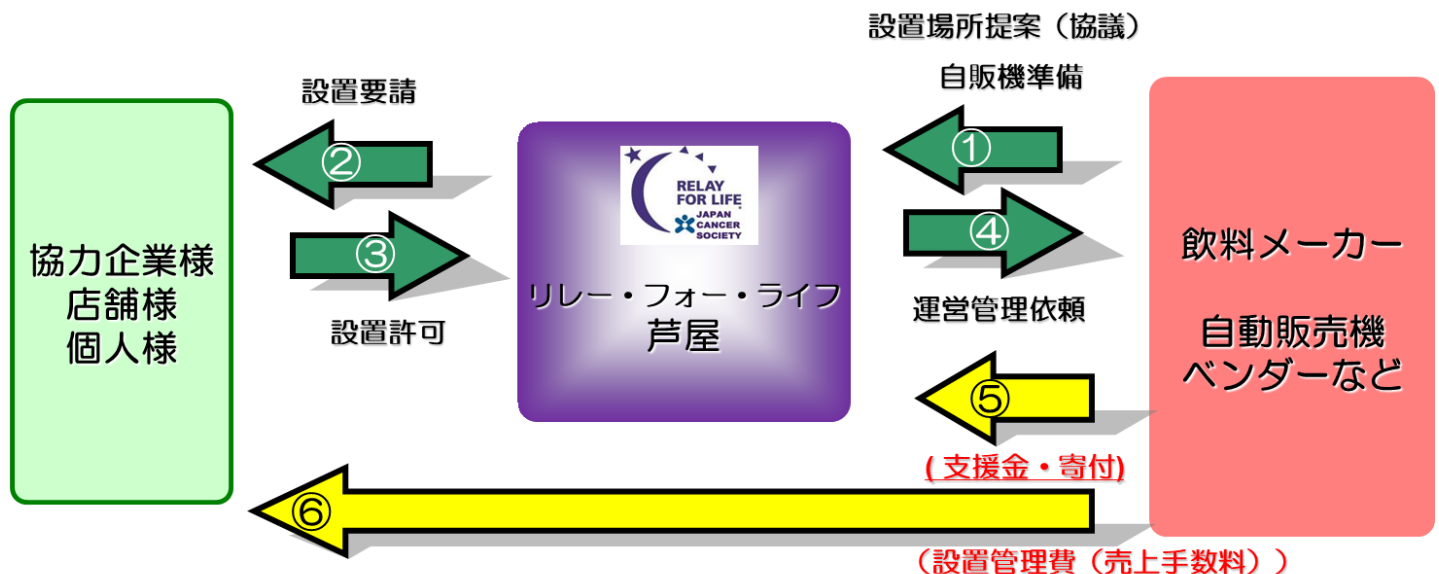 設置場所提案（協議）
自販機準備
設置要請
①
②
RELAY
FOR LIFE
JAPAN
CANCER
SOCIETY
③
④
協力企業様
店舗様
個人様
リレー・フォー・ライフ
芦屋
飲料メーカー
自動販売機
ベンダーなど
設置許可
運営管理依頼
⑤
(支援金・寄付)
⑥
（設置管理費（売上手数料））